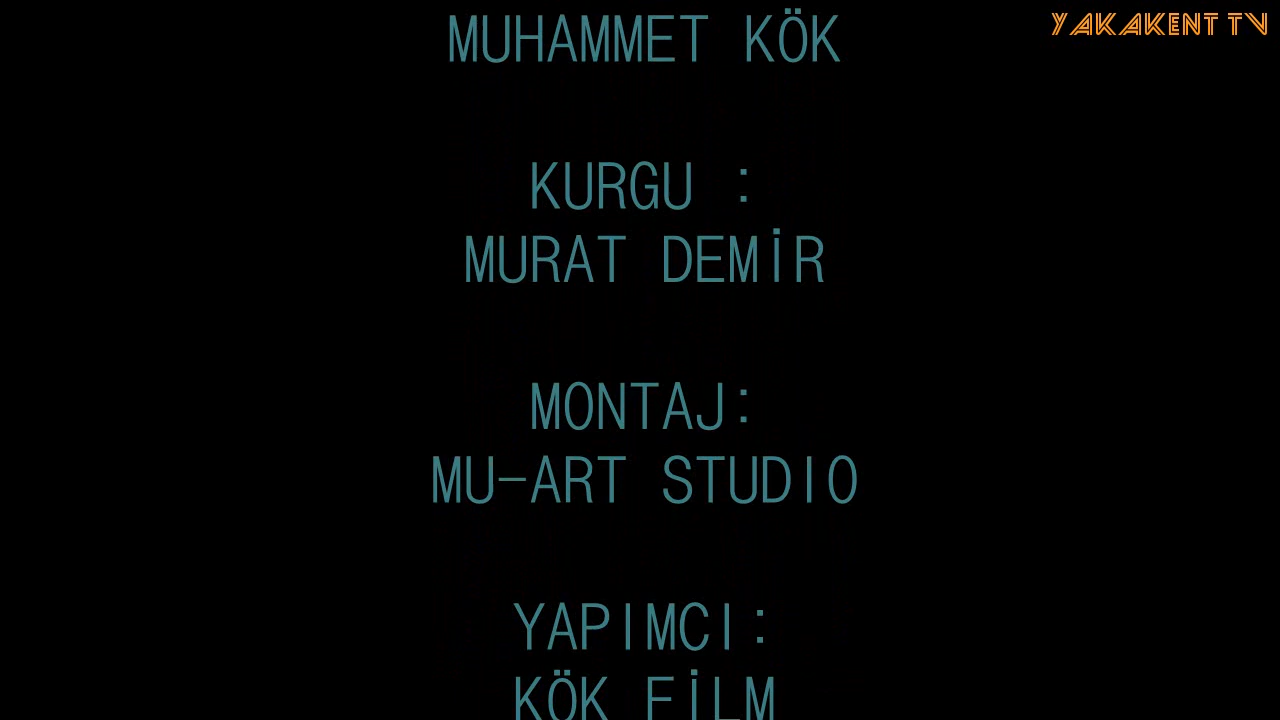 MUHAMMET KÖK
YAKAKENT TV
KURGU :
MURAT DEMİR
MONTAJ:
MU-ART STUDIO
YAPIMCI:
KÖK FİLM